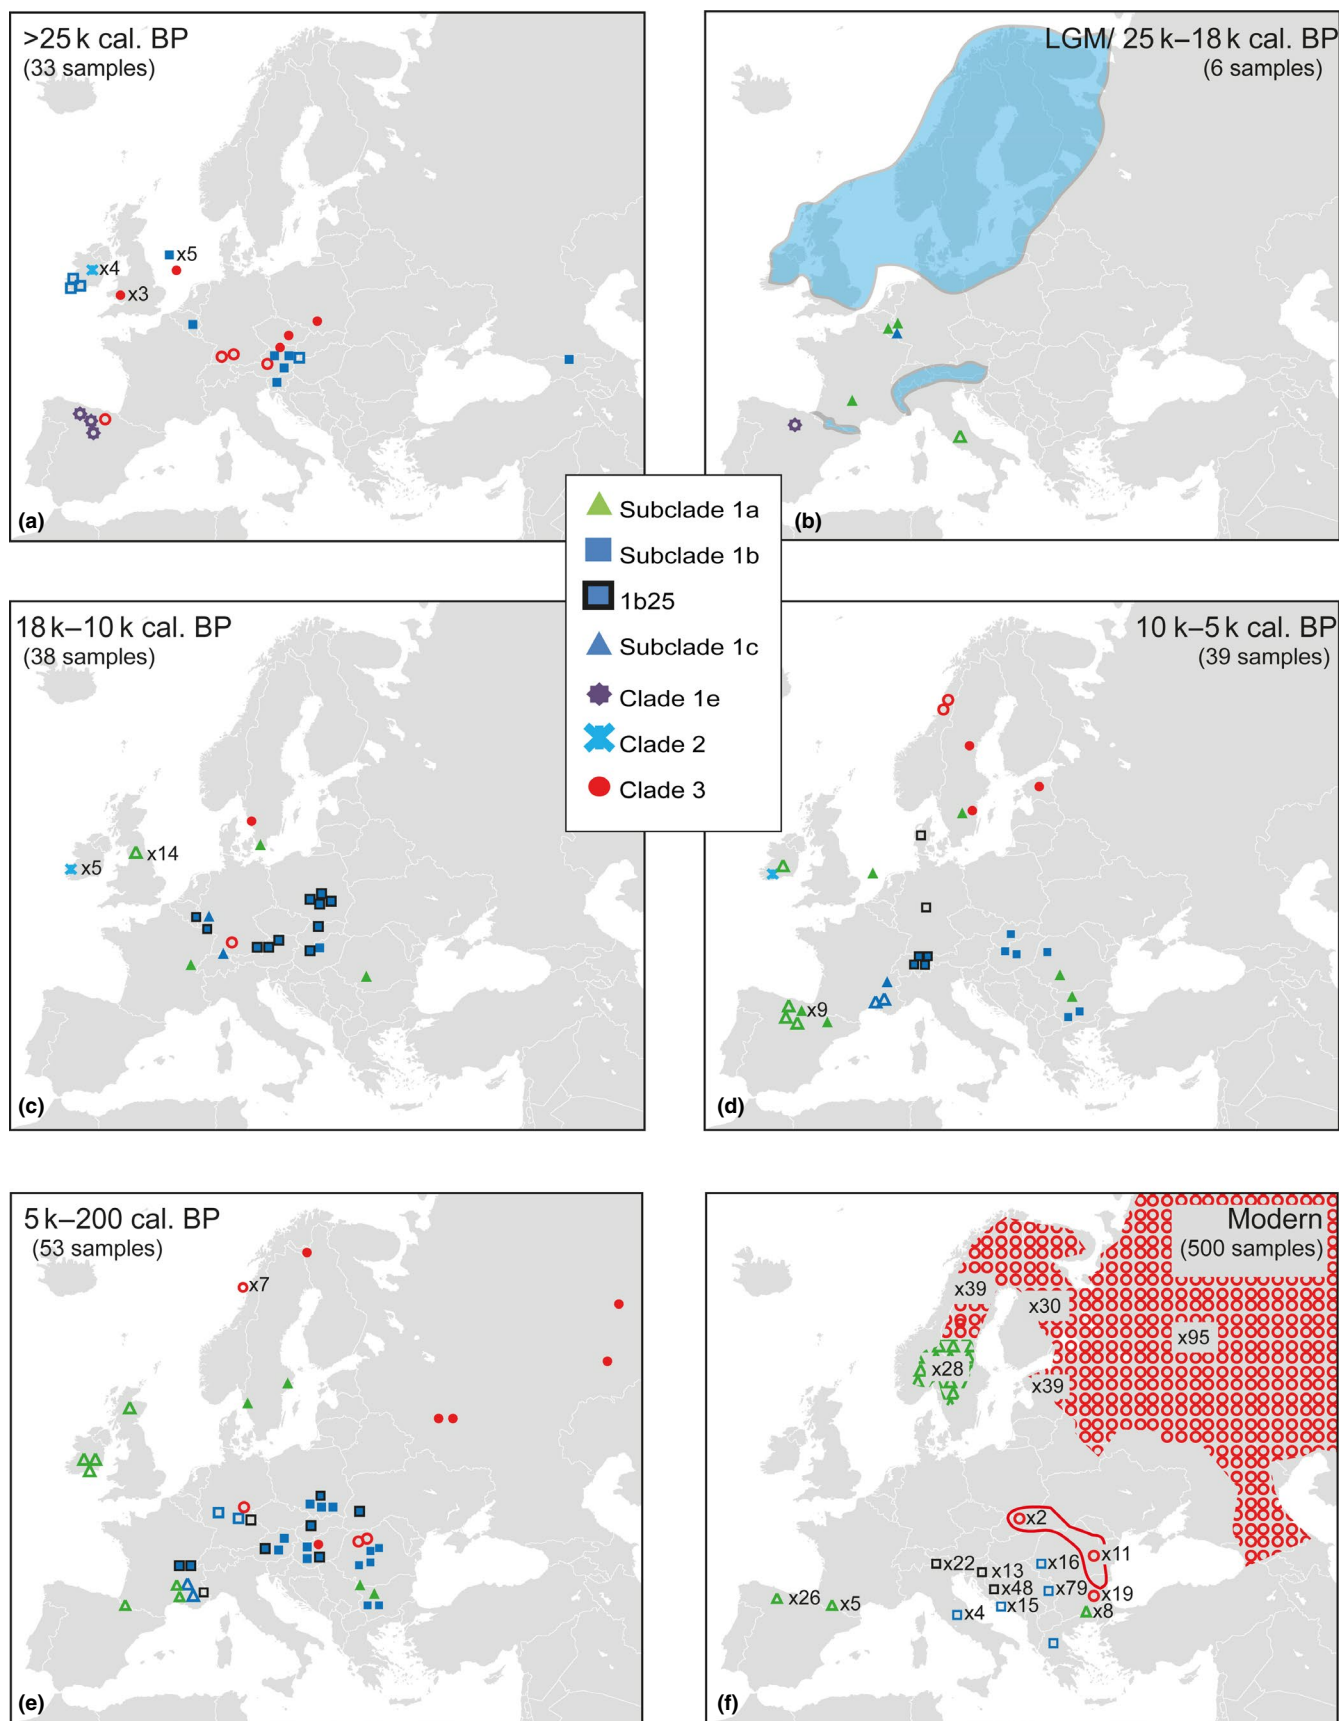 >25 k cal. BP
(33 samples)
x5
x4
x3
(a)
LGM/ 25 k–18 k cal. BP
(6 samples)
(b)
Subclade 1a
Subclade 1b
1b25
Subclade 1c
Clade 1e
Clade 2
Clade 3
18 k–10 k cal. BP
(38 samples)
x14
x5
(c)
10 k–5 k cal. BP
(39 samples)
x9
(d)
5 k–200 cal. BP
(53 samples)
x7
(e)
Modern
(500 samples)
x39
x30
x95
x28
x39
x2
x11
x22
x13
x16
x48
x79
x19
x26
x5
x15
x8
x4
(f)